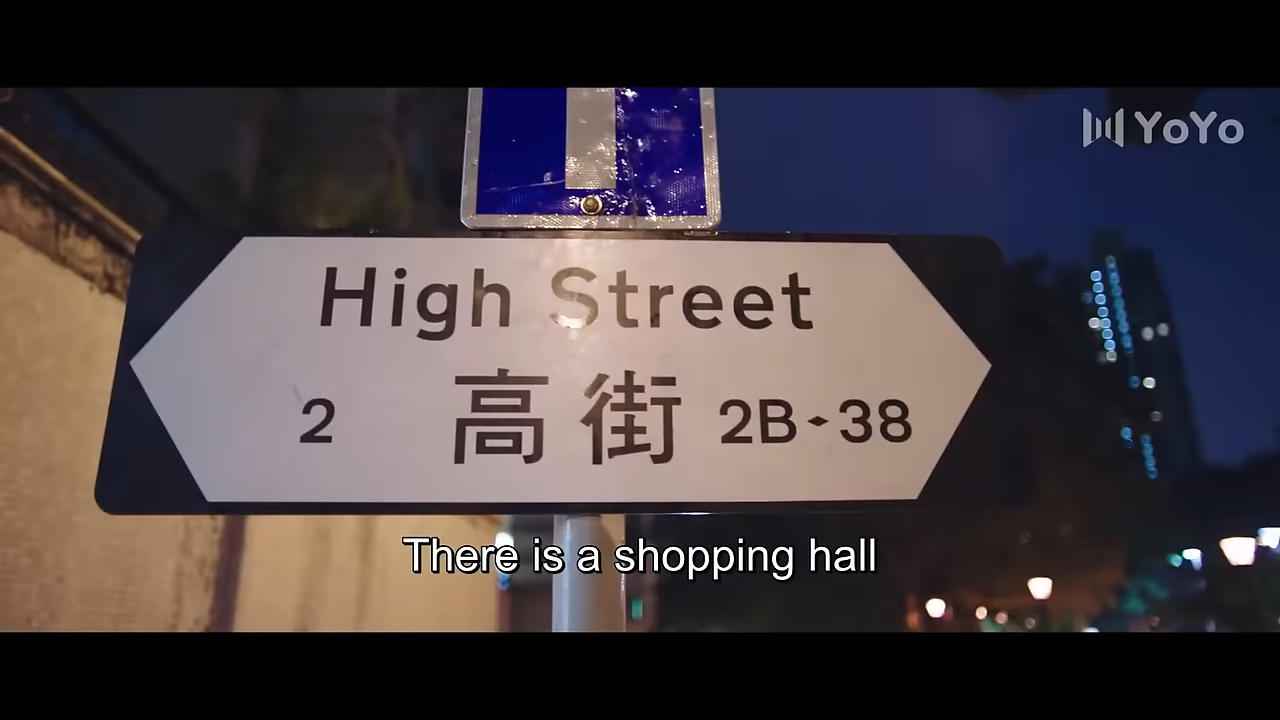 YoYo
High Street
2 高街 2B-38
There is a shopping hall